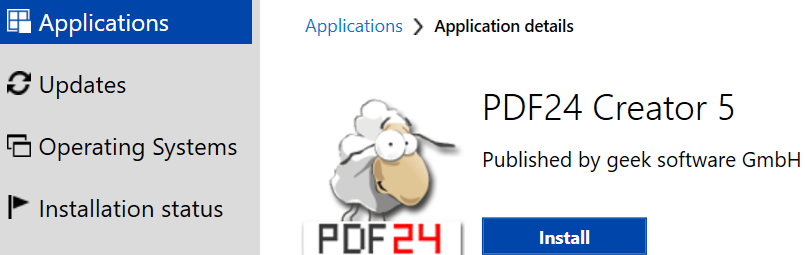 Applications
Updates
Operating Systems
Installation status
Applications > Application details
PDF24 Creator 5
Published by geek software GmbH
PDF24
Install